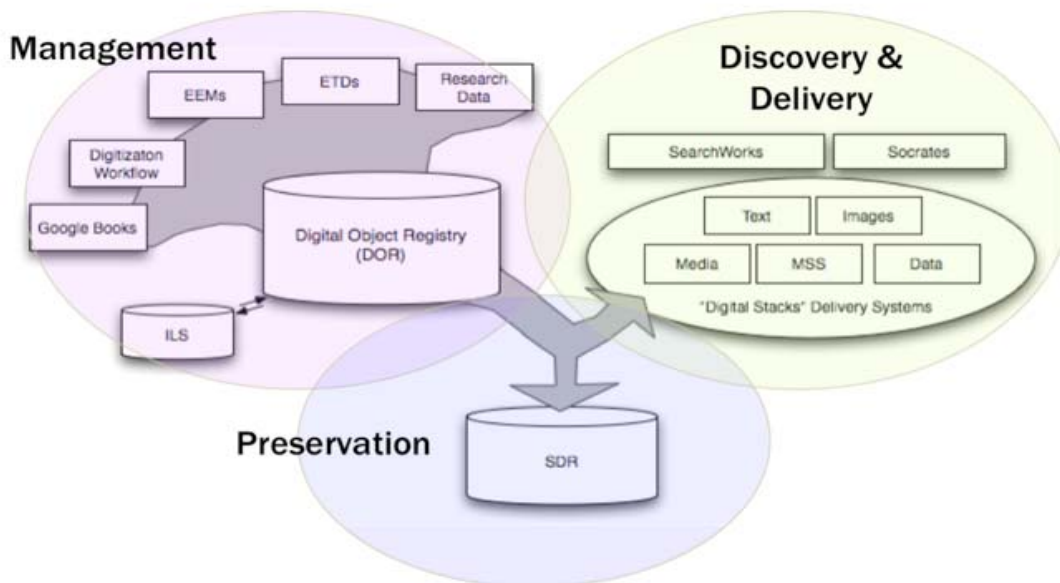 Management
EEMs
ETDs
Research
Data
Digitizaton
Workflow
Google Books
Digital Object Registry
(DOR)
ILS
Discovery &
Delivery
SearchWorks
Socrates
Text
Images
Media
MSS
Data
"Digital Stacks" Delivery Systems
Preservation
SDR